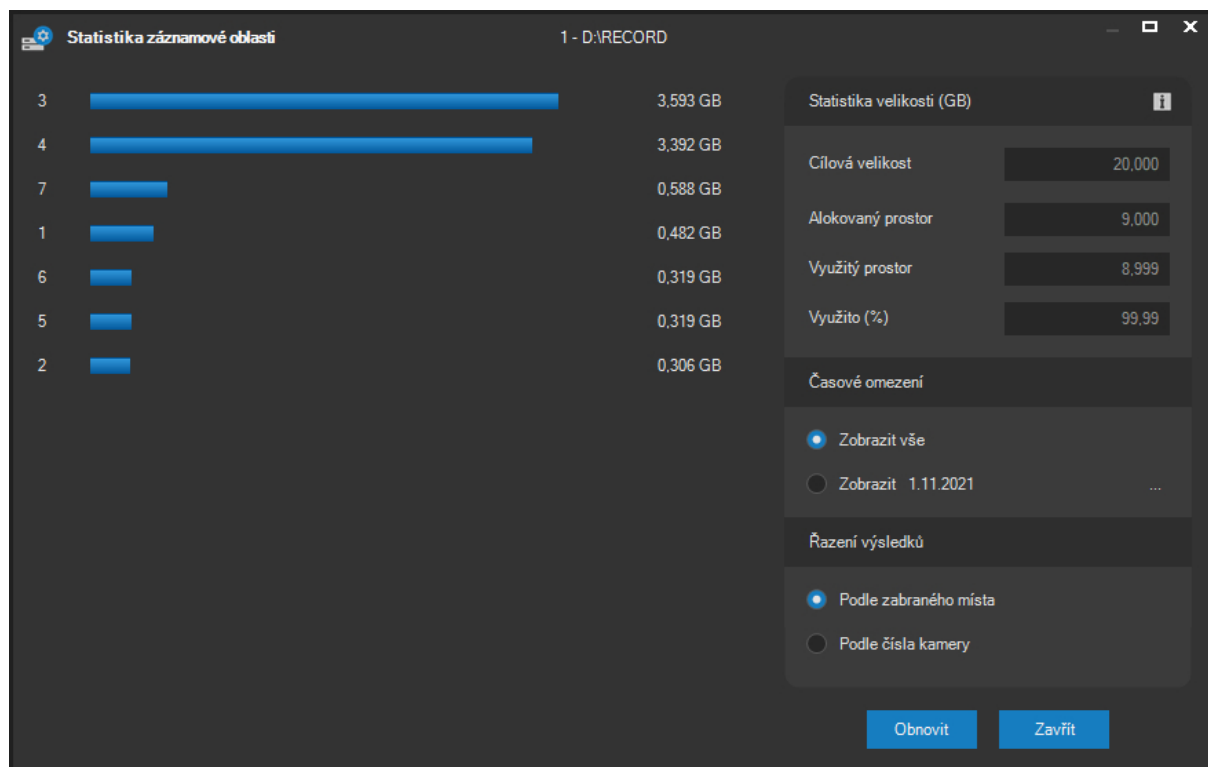 Statistika záznamové oblasti 1 - D:\RECORD
3 3,593 GB
4 3,392 GB
7 0,588 GB
1 0,482 GB
6 0,319 GB
5 0,319 GB
2 0,306 GB
Statistika velikosti (GB)
Cílová velikost 20,000
Alokovaný prostor 9,000
Využitý prostor 8,999
Využito (%) 99,99
Časové omezení
Zobrazit vše
Zobrazit 1.11.2021 ...
Řazení výsledků
Podle zabraného místa
Podle čísla kamery
Obnovit Zavřít